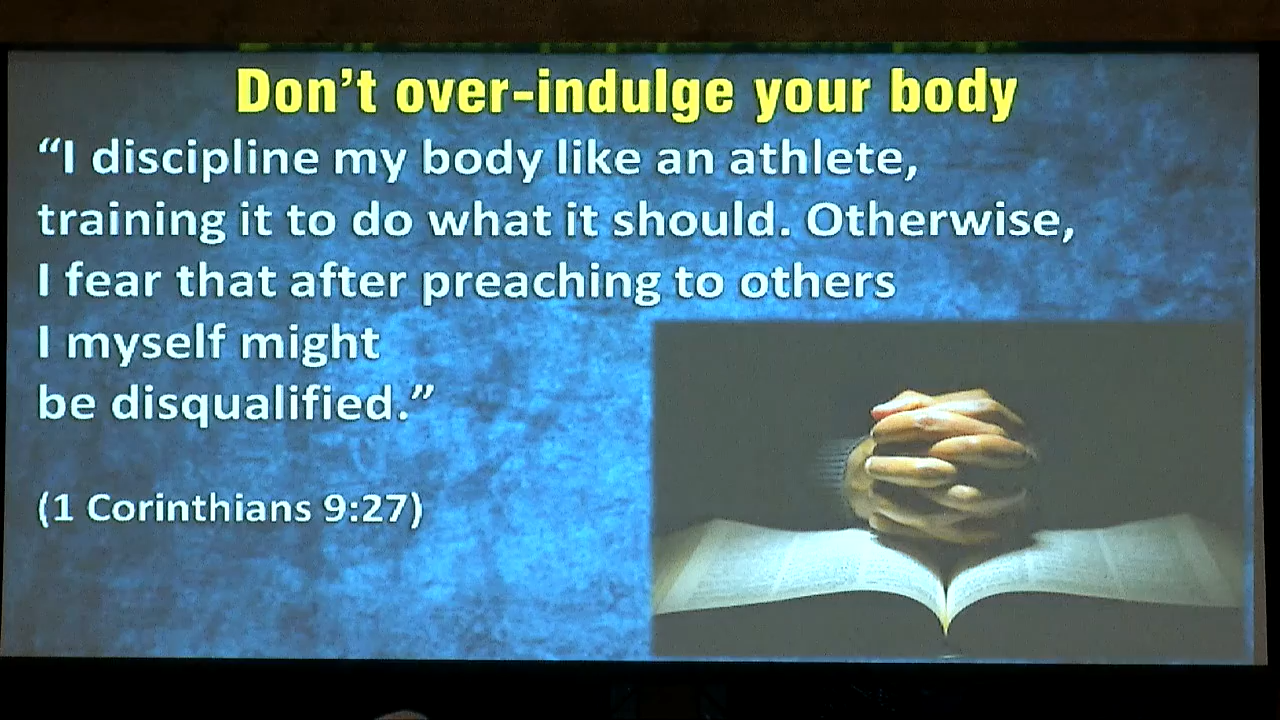 Don’t over-indulge your body
“I discipline my body like an athlete,
training it to do what it should. Otherwise,
I fear that after preaching to others
I myself might
be disqualified.”
(1 Corinthians 9:27)